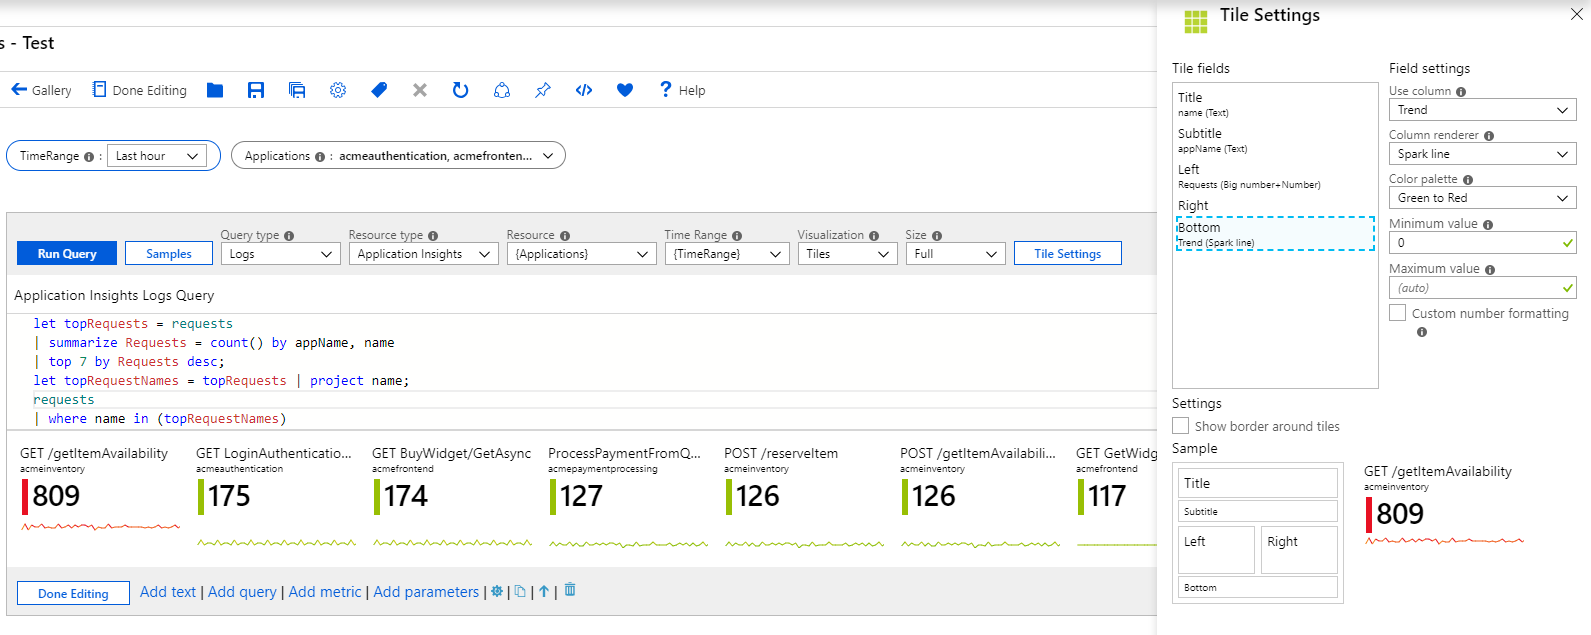 s - Test
Gallery
Done Editing
Help
TimeRange : Last hour
Applications : acmeauthentication, acmefronten...
Query type
Resource type
Resource
Time Range
Visualization
Size
Run Query
Samples
Logs
Application Insights
{Applications}
{TimeRange}
Tiles
Full
Tile Settings
Application Insights Logs Query
let topRequests = requests
| summarize Requests = count() by appName, name
| top 7 by Requests desc;
let topRequestNames = topRequests | project name;
requests
| where name in (topRequestNames)
GET /getItemAvailability
acmeinventory
809
GET LoginAuthenticatio...
acmeauthentication
175
GET BuyWidget/GetAsync
acmefrontend
174
ProcessPaymentFromQ...
acmepaymentprocessing
127
POST /reserveItem
acmeinventory
126
POST /getItemAvailabili...
acmeinventory
126
GET GetWidg
acmefrontend
117
Done Editing
Add text | Add query | Add metric | Add parameters | | | |
Tile Settings
Tile fields
Title
name (Text)
Subtitle
appName (Text)
Left
Requests (Big number+Number)
Right
Bottom
Trend (Spark line)
Field settings
Use column
Trend
Column renderer
Spark line
Color palette
Green to Red
Minimum value
0
Maximum value
(auto)
Custom number formatting
Settings
Show border around tiles
Sample
Title
Subtitle
Left
Right
Bottom
GET /getItemAvailability
acmeinventory
809